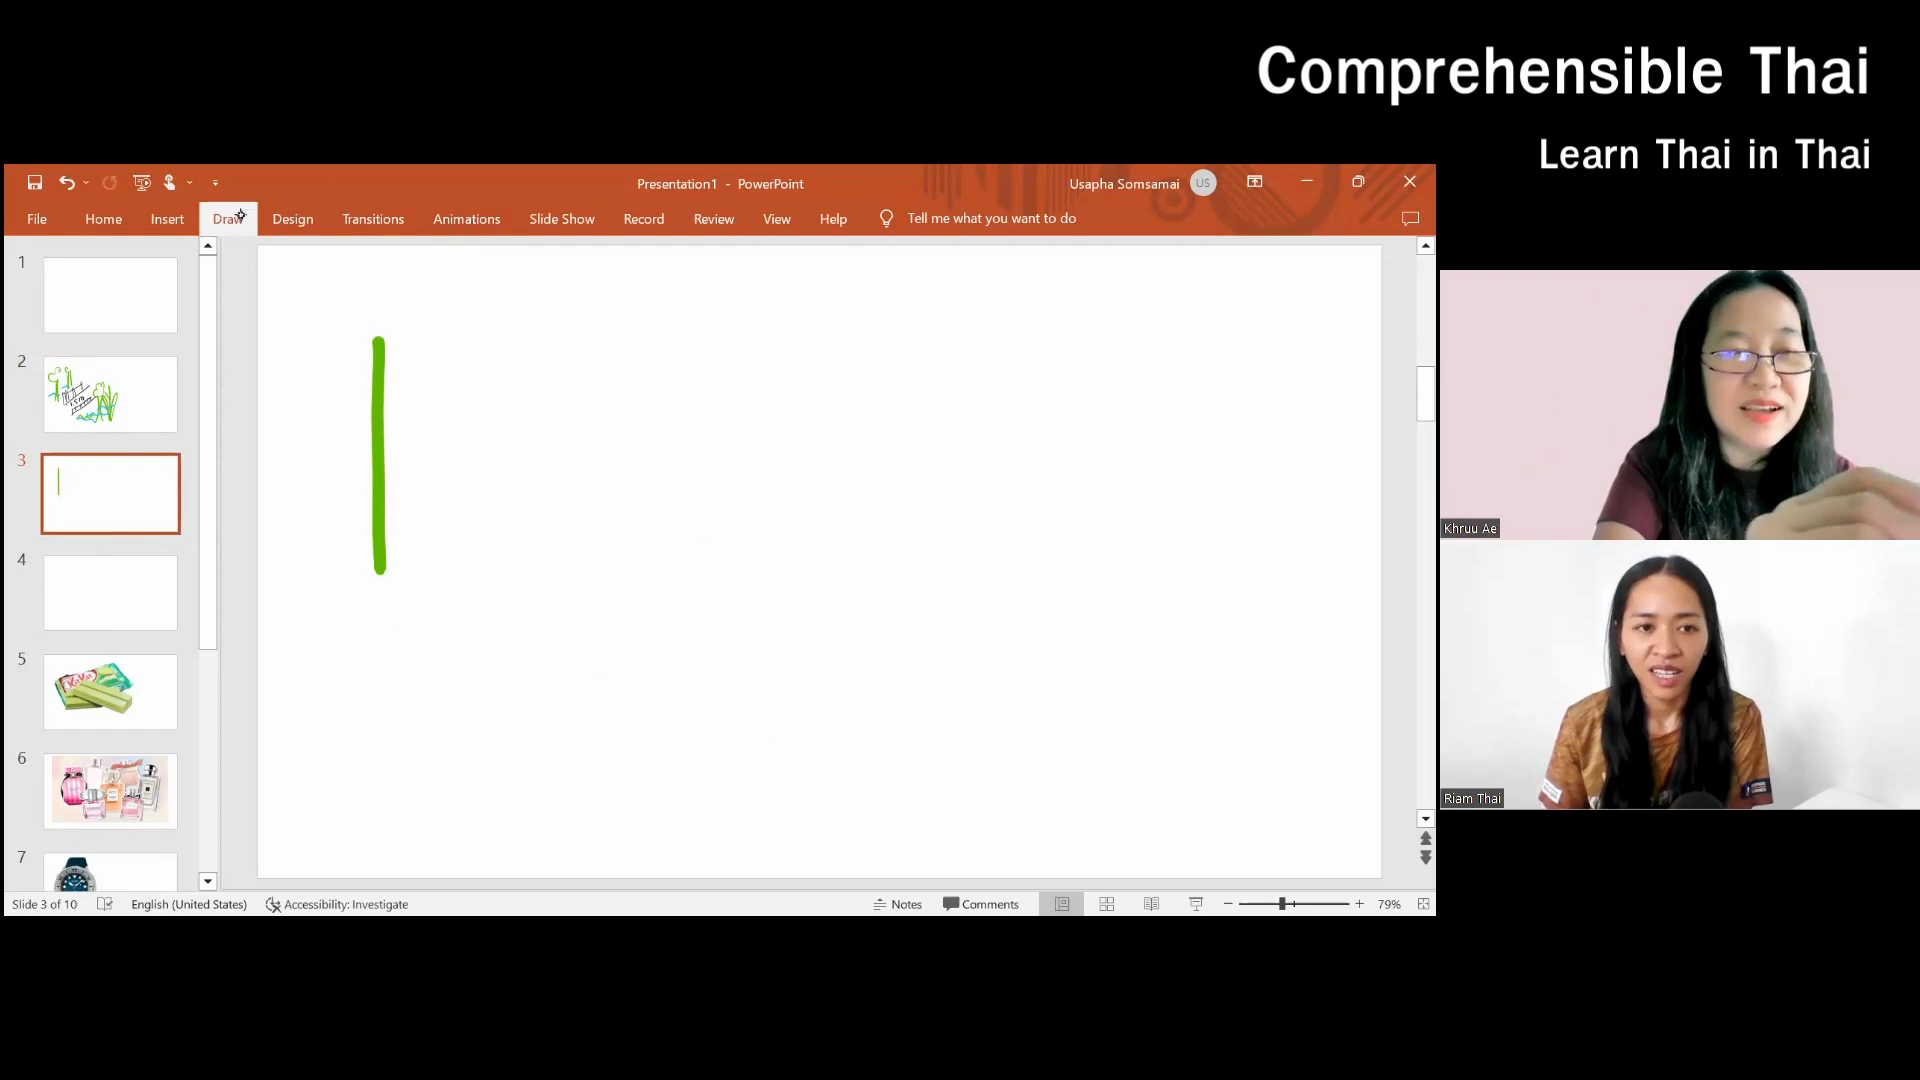 Comprehensible Thai
Learn Thai in Thai
Presentation1 - PowerPoint
Usapha Somsamai
US
File
Home
Insert
Draw
Design
Transitions
Animations
Slide Show
Record
Review
View
Help
Tell me what you want to do
1
2
3
4
5
KitKat
6
7
Khruu Ae
Riam Thai
Slide 3 of 10
English (United States)
Accessibility: Investigate
Notes
Comments
79%